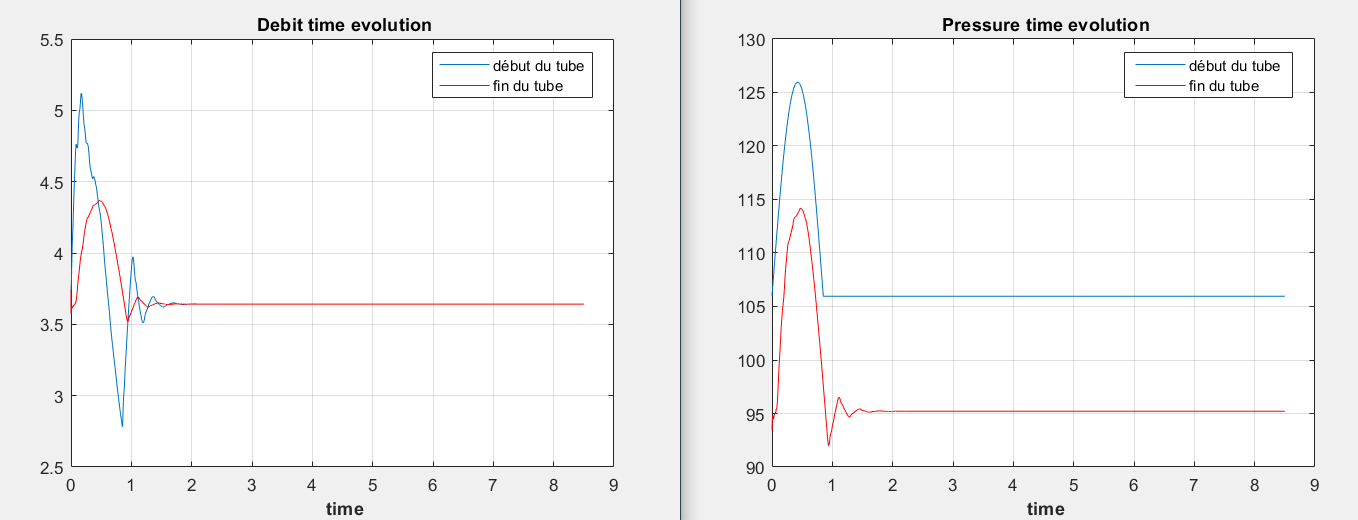 Debit time evolution
5.5
5
4.5
4
3.5
3
2.5
0 1 2 3 4 5 6 7 8 9
time
début du tube
fin du tube
Pressure time evolution
130
125
120
115
110
105
100
95
90
0 1 2 3 4 5 6 7 8 9
time
début du tube
fin du tube